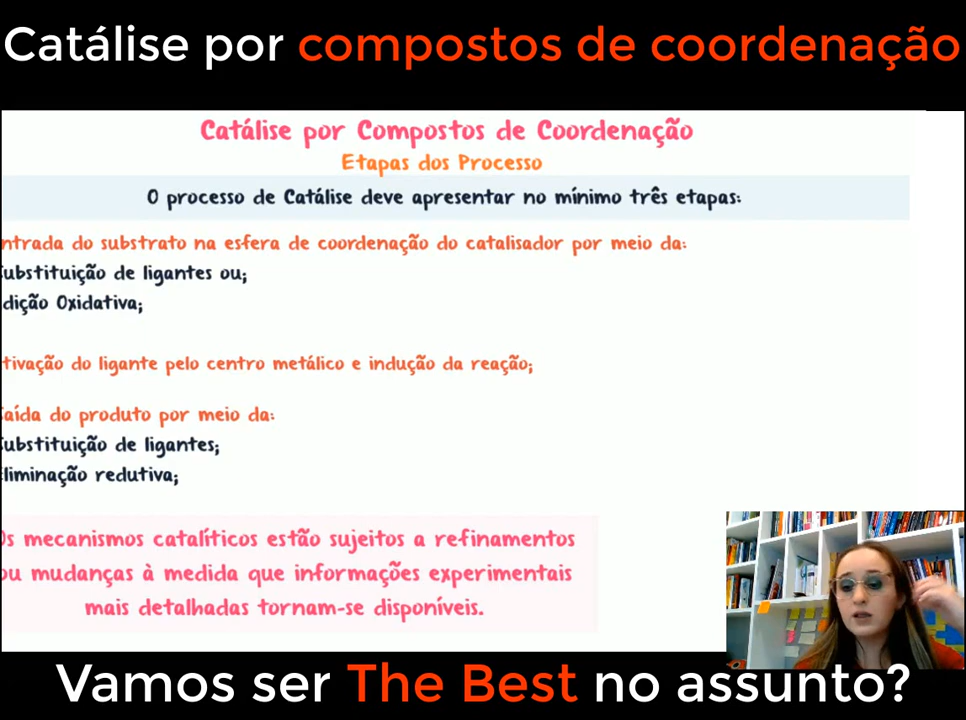 Catálise por compostos de coordenação
Catálise por Compostos de Coordenação
Etapas dos Processo
O processo de Catálise deve apresentar no mínimo três etapas:
ntrada do substrato na esfera de coordenação do catalisador por meio da:
ubstituição de ligantes ou;
dição Oxidativa;
tivação do ligante pelo centro metálico e indução da reação;
aída do produto por meio da:
ubstituição de ligantes;
liminação redutiva;
Os mecanismos catalíticos estão sujeitos a refinamentos
ou mudanças à medida que informações experimentais
mais detalhadas tornam-se disponíveis.
Vamos ser The Best no assunto?